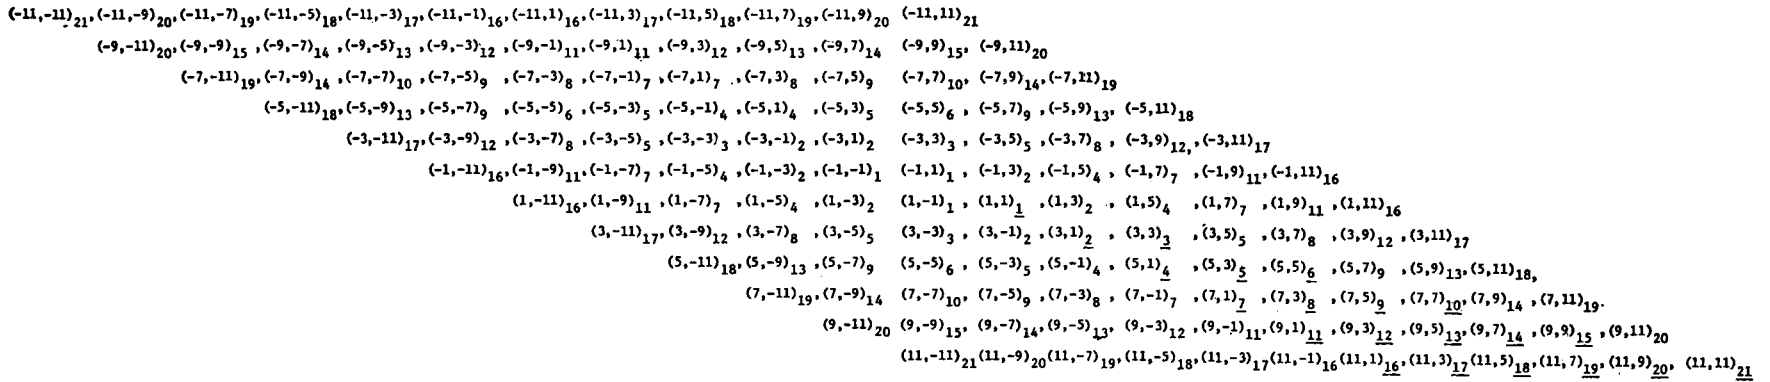 (-11,-11)21,(-11,-9)20,(-11,-7)19,(-11,-5)18,(-11,-3)17,(-11,-1)16,(-11,1)16,(-11,3)17,(-11,5)18,(-11,7)19,(-11,9)20 (-11,11)21
(-9,-11)20,(-9,-9)15 ,(-9,-7)14 ,(-9,-5)13 ,(-9,-3)12 ,(-9,-1)11,(-9,1)11 ,(-9,3)12 ,(-9,5)13 ,(-9,7)14 (-9,9)15, (-9,11)20
(-7,-11)19,(-7,-9)14 ,(-7,-7)10 ,(-7,-5)9 ,(-7,-3)8 ,(-7,-1)7 ,(-7,1)7 ,(-7,3)8 ,(-7,5)9 (-7,7)10, (-7,9)14,(-7,11)19
(-5,-11)18,(-5,-9)13 ,(-5,-7)9 ,(-5,-5)6 ,(-5,-3)5 ,(-5,-1)4 ,(-5,1)4 ,(-5,3)5 (-5,5)6 , (-5,7)9 ,(-5,9)13, (-5,11)18
(-3,-11)17,(-3,-9)12 ,(-3,-7)8 ,(-3,-5)5 ,(-3,-3)3 ,(-3,-1)2 ,(-3,1)2 (-3,3)3 , (-3,5)5 ,(-3,7)8 , (-3,9)12, ,(-3,11)17
(-1,-11)16,(-1,-9)11,(-1,-7)7 ,(-1,-5)4 ,(-1,-3)2 ,(-1,-1)1 (-1,1)1 , (-1,3)2 ,(-1,5)4 , (-1,7)7 ,(-1,9)11,(-1,11)16
(1,-11)16,(1,-9)11 ,(1,-7)7 ,(1,-5)4 ,(1,-3)2 (1,-1)1 , (1,1)1 ,(1,3)2 , (1,5)4 ,(1,7)7 ,(1,9)11 ,(1,11)16
(3,-11)17,(3,-9)12 ,(3,-7)8 ,(3,-5)5 (3,-3)3 , (3,-1)2 ,(3,1)2 , (3,3)3 ,(3,5)5 ,(3,7)8 ,(3,9)12 ,(3,11)17
(5,-11)18,(5,-9)13 ,(5,-7)9 (5,-5)6 , (5,-3)5 ,(5,-1)4 , (5,1)4 ,(5,3)5 ,(5,5)6 ,(5,7)9 ,(5,9)13,(5,11)18,
(7,-11)19,(7,-9)14 (7,-7)10, (7,-5)9 ,(7,-3)8 , (7,-1)7 ,(7,1)7 ,(7,3)8 ,(7,5)9 ,(7,7)10,(7,9)14 ,(7,11)19.
(9,-11)20 (9,-9)15, (9,-7)14,(9,-5)13, (9,-3)12 ,(9,-1)11,(9,1)11 ,(9,3)12 ,(9,5)13,(9,7)14 ,(9,9)15 ,(9,11)20
(11,-11)21(11,-9)20(11,-7)19,(11,-5)18,(11,-3)17(11,-1)16(11,1)16,(11,3)17(11,5)18,(11,7)19,(11,9)20, (11,11)21